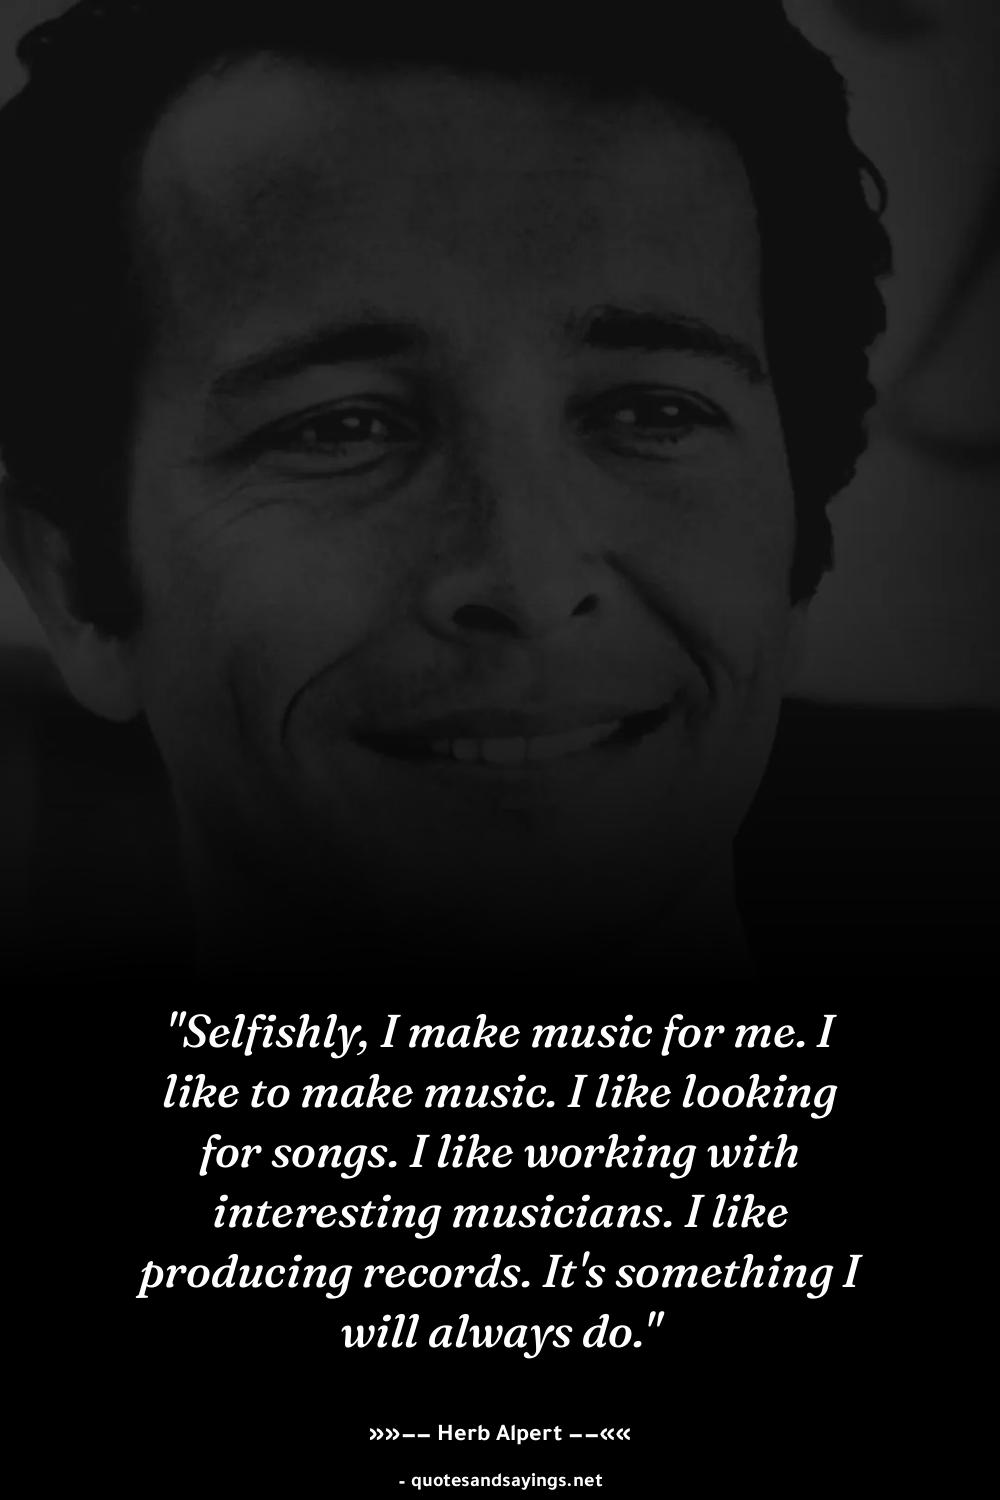 "Selfishly, I make music for me. I
like to make music. I like looking
for songs. I like working with
interesting musicians. I like
producing records. It's something I
will always do."
»»−− Herb Alpert −−««
- quotesandsayings.net